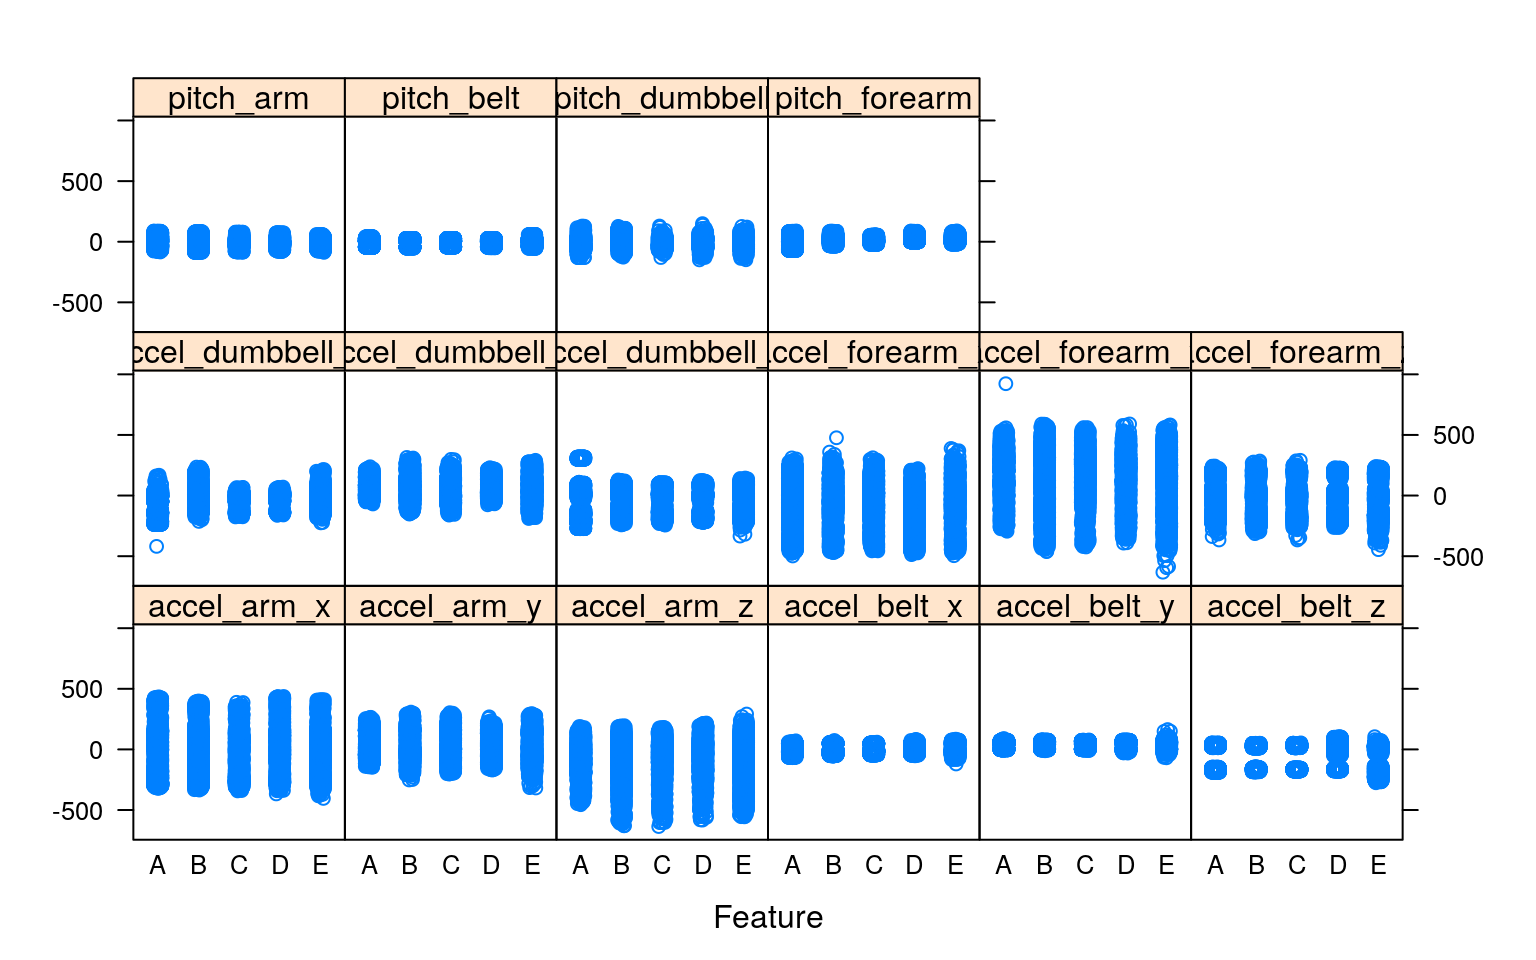 pitch_arm pitch_belt pitch_dumbbell pitch_forearm
500
0
-500
ccel_dumbbell_ ccel_dumbbell_ ccel_dumbbell_ ccel_forearm_ ccel_forearm_ ccel_forearm_
500
0
-500
accel_arm_x accel_arm_y accel_arm_z accel_belt_x accel_belt_y accel_belt_z
500
0
-500
A B C D E A B C D E A B C D E A B C D E A B C D E A B C D E
Feature